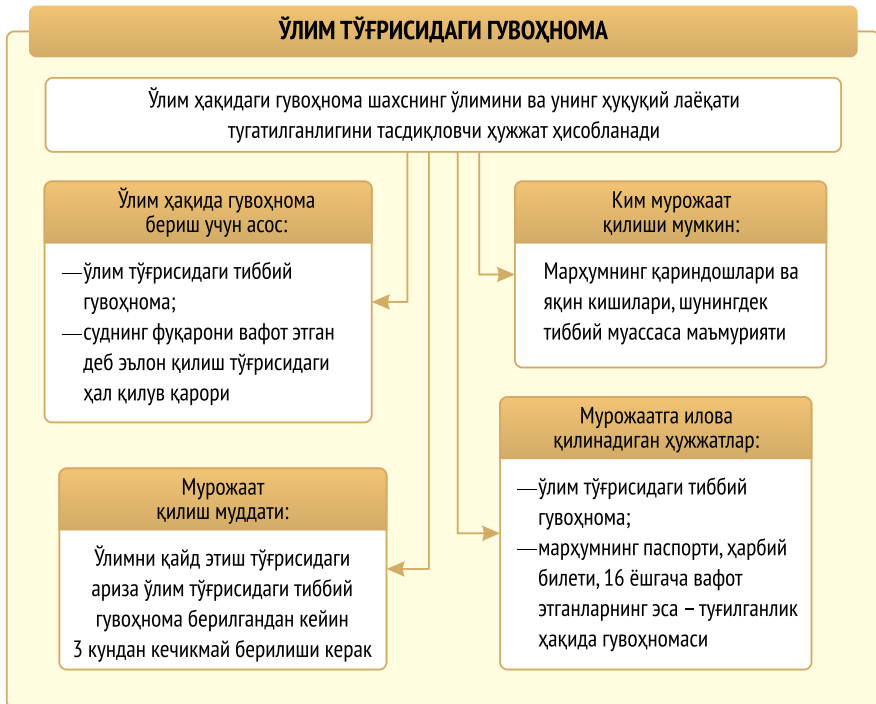 ЎЛИМ ТЎҒРИСИДАГИ ГУВОҲНОМА
Ўлим ҳақидаги гувоҳнома шахснинг ўлимини ва унинг ҳуқуқий лаёқати
тугатилганлигини тасдиқловчи ҳужжат ҳисобланади
Ўлим ҳақида гувоҳнома
бериш учун асос:
—ўлим тўғрисидаги тиббий
гувоҳнома;
—суднинг фуқарони вафот этган
деб эълон қилиш тўғрисидаги
ҳал қилув қарори
Ким мурожаат
қилиши мумкин:
Марҳумнинг қариндошлари ва
яқин кишилари, шунингдек
тиббий муассаса маъмурияти
Мурожаат
қилиш муддати:
Ўлимни қайд этиш тўғрисидаги
ариза ўлим тўғрисидаги тиббий
гувоҳнома берилгандан кейин
3 кундан кечикмай берилиши керак
Мурожаатга илова
қилинадиган ҳужжатлар:
—ўлим тўғрисидаги тиббий
гувоҳнома;
—марҳумнинг паспорти, ҳарбий
билети, 16 ёшгача вафот
этганларнинг эса – туғилганлик
ҳақида гувоҳномаси